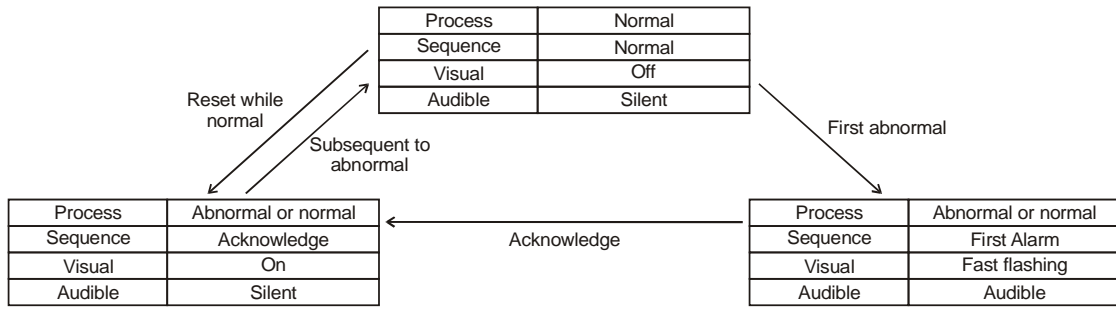 Process Normal
Sequence Normal
Visual Off
Audible Silent
Reset while
normal
Subsequent to
abnormal
First abnormal
Process Abnormal or normal
Sequence Acknowledge
Visual On
Audible Silent
Acknowledge
Process Abnormal or normal
Sequence First Alarm
Visual Fast flashing
Audible Audible